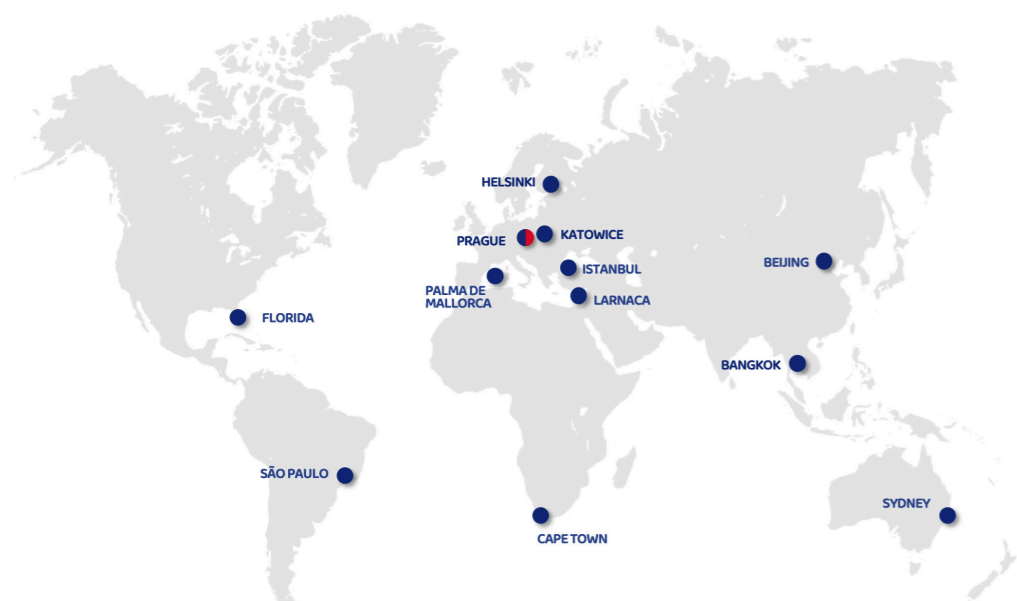 HELSINKI
PRAGUE
KATOWICE
ISTANBUL
BEIJING
PALMA DE
MALLORCA
LARNACA
FLORIDA
BANGKOK
SÃO PAULO
SYDNEY
CAPE TOWN